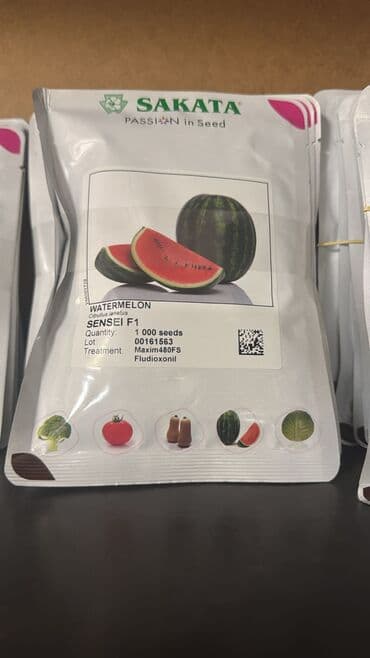 SAKATA®
PASSION in Seed
WATERMELON
Citrullus lanatus
SENSEI F1
Quantity: 1 000 seeds
Lot 00161563
Treatment: Maxim480FS
Fludioxonil